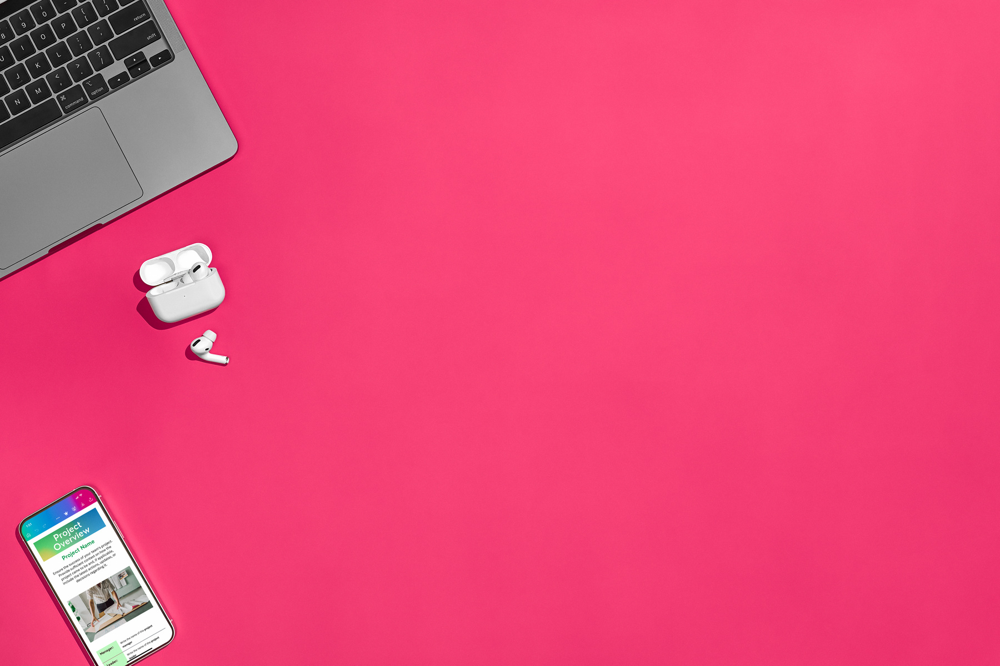 8 9 ( 0 ) - _ [ { ] }
U I O P
return
J K L : ; " '
shift
N M < , > . ? /
command
option
1:51
Project
Overview
Project Name
Ensure the success of your team's project.
Provide sufficient context on how the
project came to be and, if applicable,
include the latest actions, updates, or
decisions regarding it.
Manager:
Write the name of the project
manager
Leader:
Write the name of the project
leader